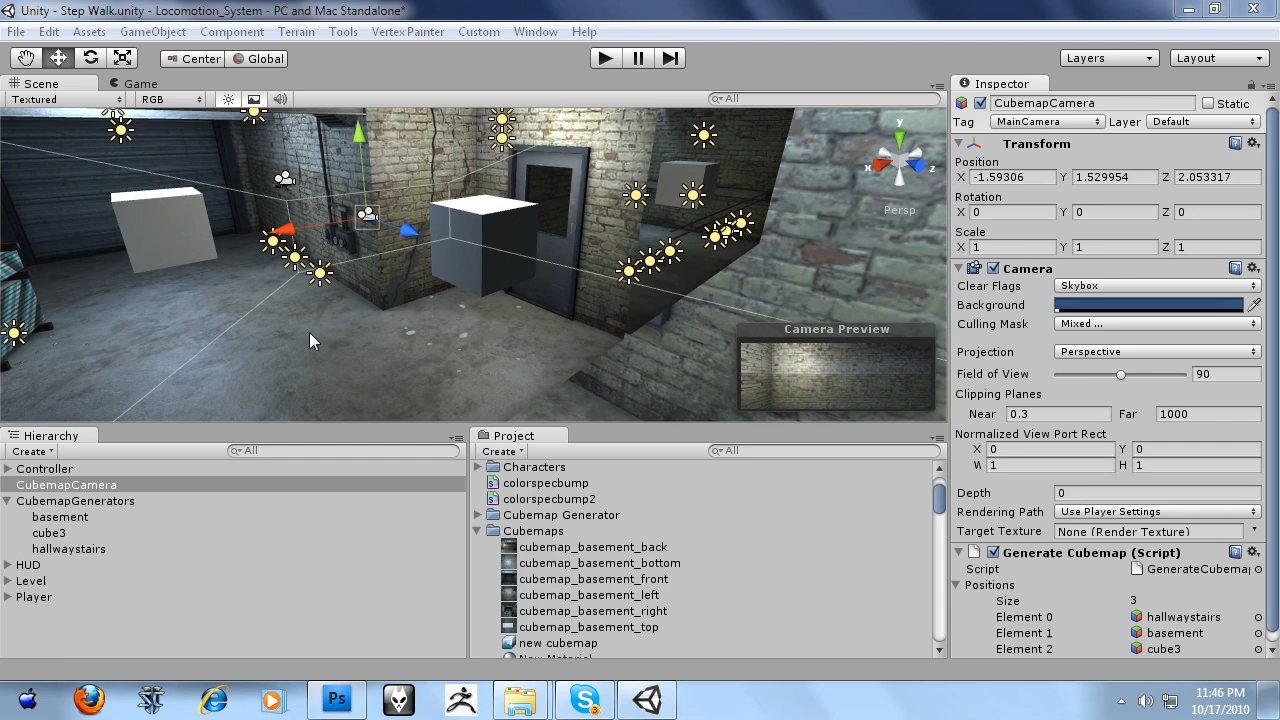 Unity - Step Walk.unity - Locomotion_System - PC and Mac Standalone*
File Edit Assets GameObject Component Terrain Tools Vertex Painter Custom Window Help
Center Global Layers Layout
Scene Game
Textured RGB All
y
x z
Persp
Camera Preview
Hierarchy
Create All
Controller
CubemapCamera
CubemapGenerators
basement
cube3
hallwaystairs
HUD
Level
Player
Project
Create All
Characters
colorspecbump
colorspecbump2
Cubemap Generator
Cubemaps
cubemap_basement_back
cubemap_basement_bottom
cubemap_basement_front
cubemap_basement_left
cubemap_basement_right
cubemap_basement_top
new cubemap
New Material
Inspector
CubemapCamera Static
Tag MainCamera Layer Default
Transform
Position
X -1.59306 Y 1.529954 Z 2.053317
Rotation
X 0 Y 0 Z 0
Scale
X 1 Y 1 Z 1
Camera
Clear Flags Skybox
Background
Culling Mask Mixed ...
Projection Perspective
Field of View 90
Clipping Planes
Near 0.3 Far 1000
Normalized View Port Rect
X 0 Y 0
W 1 H 1
Depth 0
Rendering Path Use Player Settings
Target Texture None (Render Texture)
Generate Cubemap (Script)
Script GenerateCubemap
Positions
Size 3
Element 0 hallwaystairs
Element 1 basement
Element 2 cube3
Ps
S 3
11:46 PM
10/17/2010